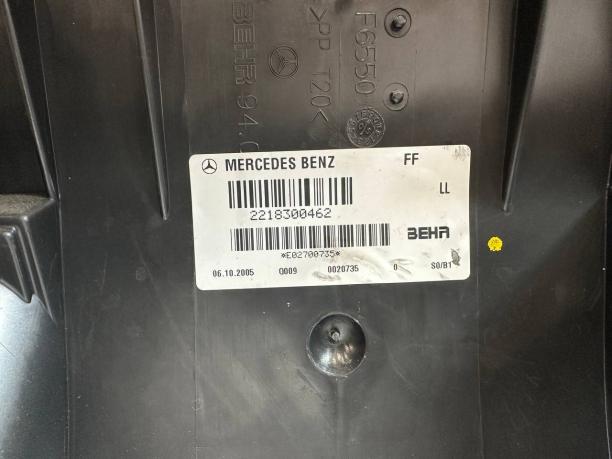 BEHR 94.
>PP T20<
F6550
MERCEDES BENZ FF
LL
2218300462
BEHR
*E02700735*
06.10.2005 Q009 0020735 0 S0/B1